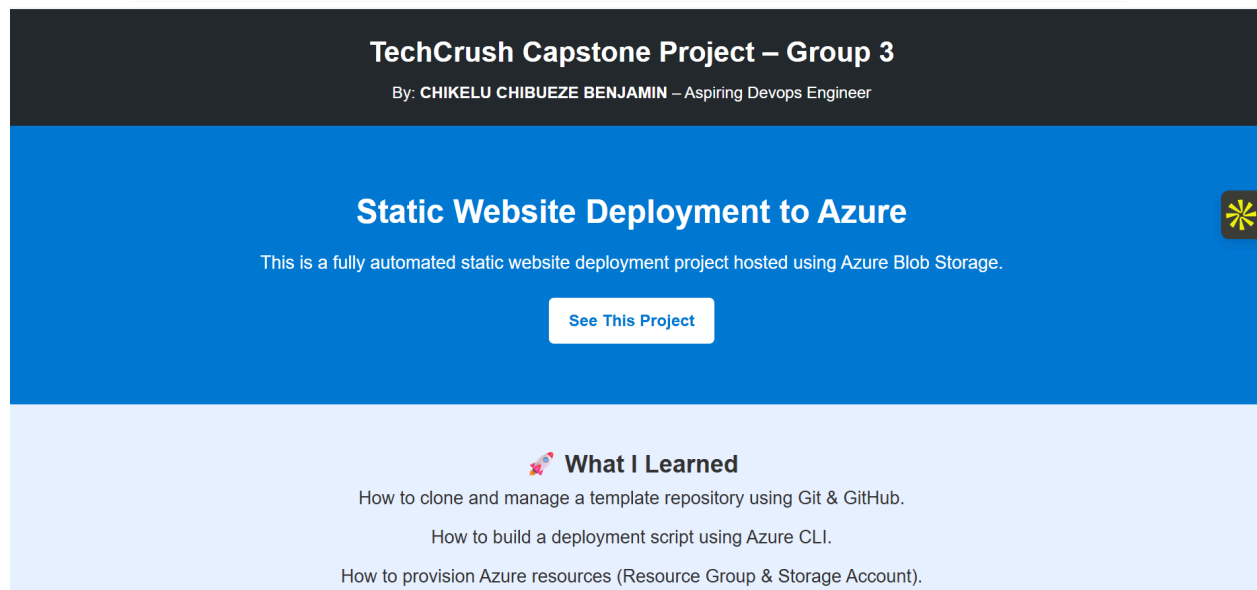 TechCrush Capstone Project – Group 3
By: CHIKELU CHIBUEZE BENJAMIN – Aspiring Devops Engineer
Static Website Deployment to Azure
This is a fully automated static website deployment project hosted using Azure Blob Storage.
See This Project
🚀 What I Learned
How to clone and manage a template repository using Git & GitHub.
How to build a deployment script using Azure CLI.
How to provision Azure resources (Resource Group & Storage Account).